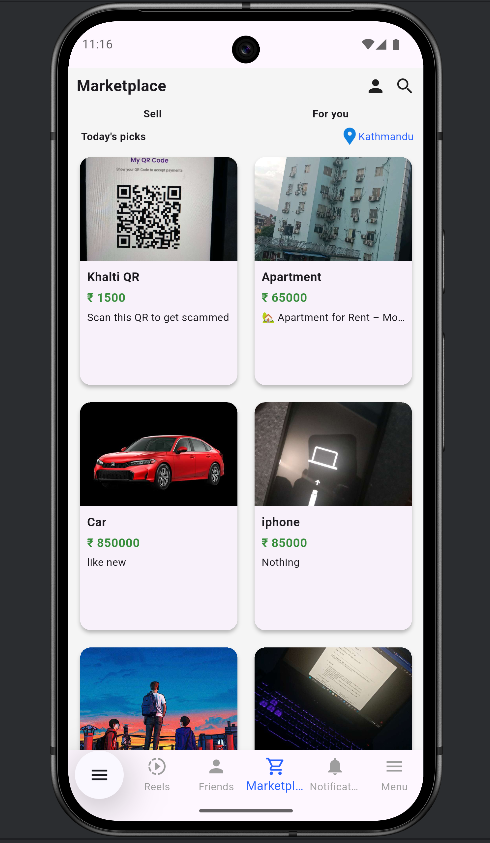 11:16
Marketplace
Sell
For you
Today's picks
Kathmandu
My QR Code
Khalti QR
₹ 1500
Scan this QR to get scammed
Apartment
₹ 65000
🏡 Apartment for Rent – Mo...
Car
₹ 850000
like new
iphone
₹ 85000
Nothing
Reels
Friends
Marketpl...
Notificat...
Menu